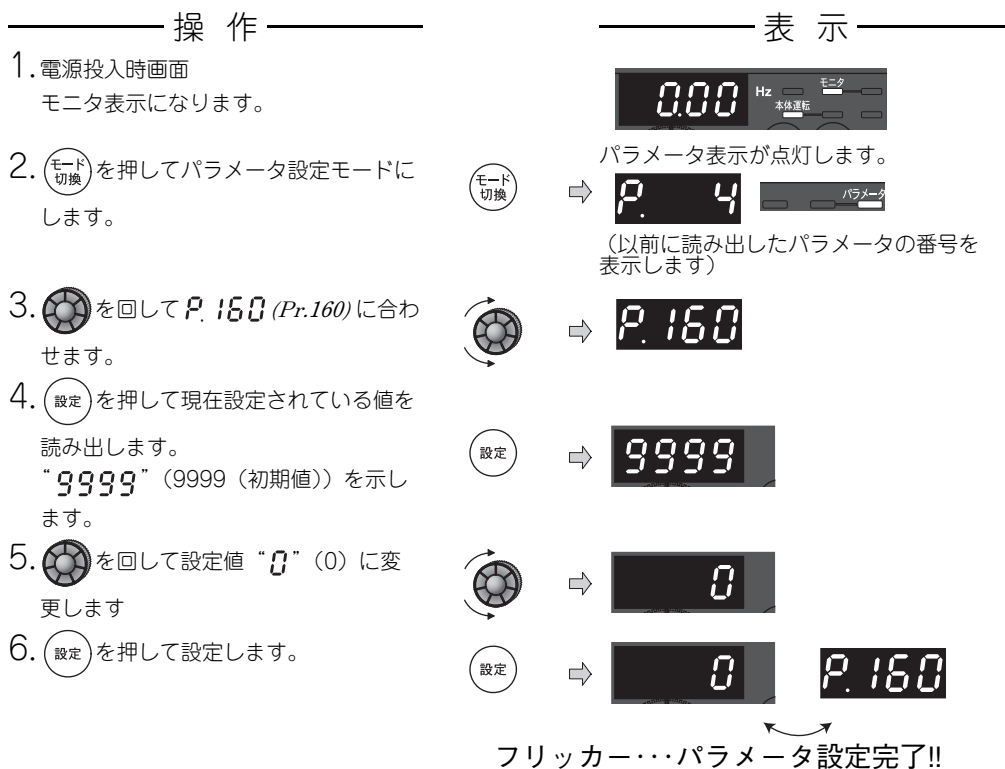 操 作
1.電源投入時画面
モニタ表示になります。
2.モード切換を押してパラメータ設定モードに
します。
3.を回してP.160(Pr.160)に合わ
せます。
4.設定を押して現在設定されている値を
読み出します。
“9999”(9999(初期値))を示し
ます。
5.を回して設定値“0”(0)に変
更します
6.設定を押して設定します。
表 示
0.00 Hz モニタ
本体運転
パラメータ表示が点灯します。
モード
切換
P. 4 パラメータ
(以前に読み出したパラメータの番号を
表示します)
P.160
設定 9999
0
設定 0 P.160
フリッカー･･･パラメータ設定完了!!